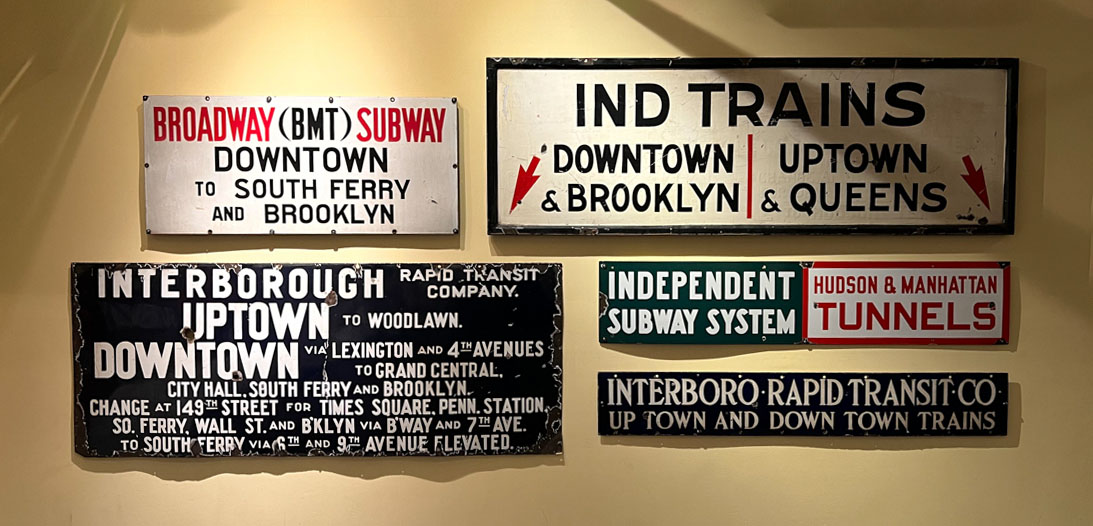 BROADWAY (BMT) SUBWAY
DOWNTOWN
TO SOUTH FERRY
AND BROOKLYN
IND TRAINS
DOWNTOWN
& BROOKLYN
UPTOWN
& QUEENS
INTERBOROUGH RAPID TRANSIT
COMPANY.
UPTOWN TO WOODLAWN.
DOWNTOWN VIA LEXINGTON AND 4TH AVENUES
TO GRAND CENTRAL,
CITY HALL, SOUTH FERRY AND BROOKLYN.
CHANGE AT 149TH STREET FOR TIMES SQUARE, PENN. STATION,
SO. FERRY, WALL ST. AND B'KLYN VIA B'WAY AND 7TH AVE.
TO SOUTH FERRY VIA 6TH AND 9TH AVENUE ELEVATED.
INDEPENDENT
SUBWAY SYSTEM
HUDSON & MANHATTAN
TUNNELS
INTERBORO·RAPID TRANSIT·CO
UP TOWN AND DOWN TOWN TRAINS